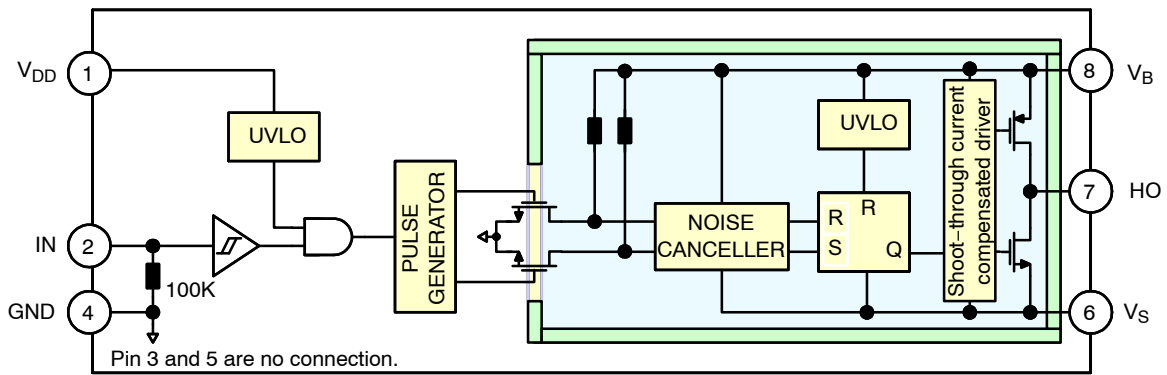 V_DD
1
UVLO
IN
2
100K
GND
4
Pin 3 and 5 are no connection.
PULSE
GENERATOR
NOISE
CANCELLER
UVLO
R
R
S
Q
Shoot-through current
compensated driver
8
V_B
7
HO
6
V_S